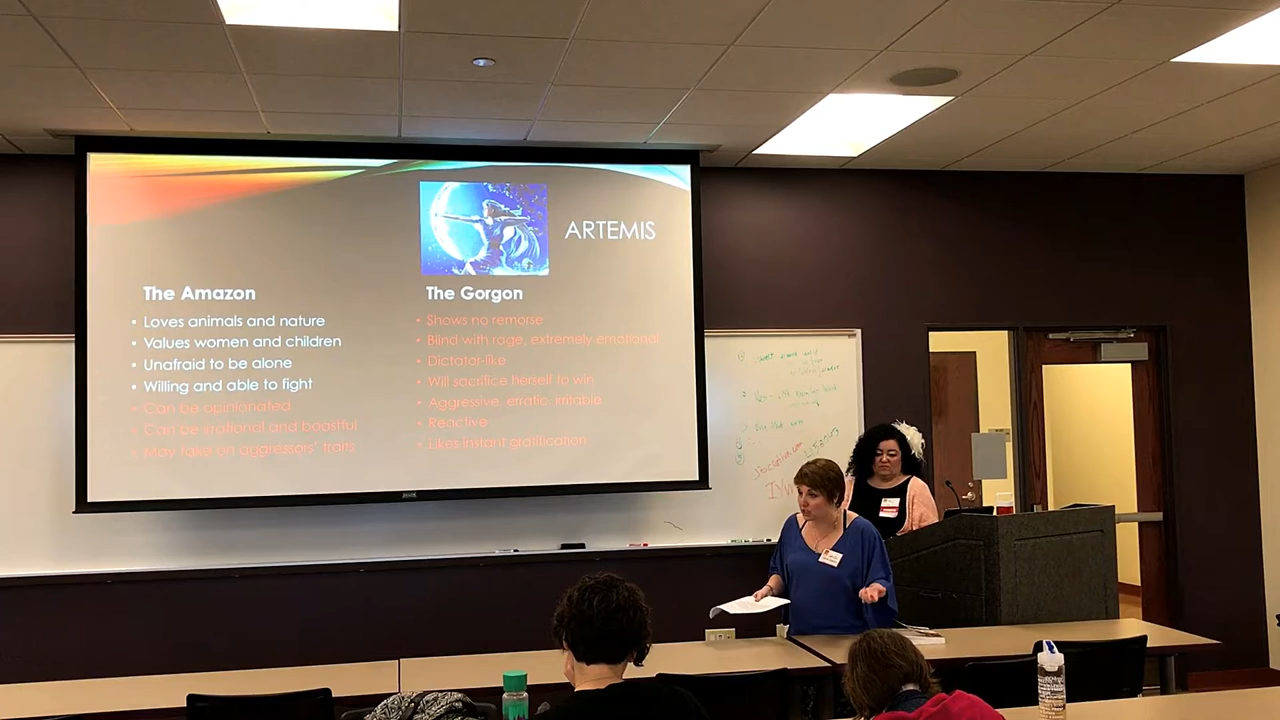 ARTEMIS
The Amazon
• Loves animals and nature
• Values women and children
• Unafraid to be alone
• Willing and able to fight
• Can be opinionated
• Can be irrational and boastful
• May take on aggressors' traits
The Gorgon
• Shows no remorse
• Blind with rage, extremely emotional
• Dictator-like
• Will sacrifice herself to win
• Aggressive, erratic, irritable
• Reactive
• Likes instant gratification